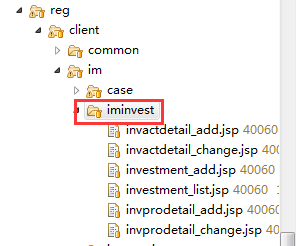 reg
client
common
im
case
iminvest
invactdetail_add.jsp 40060
invactdetail_change.jsp 40060
investment_add.jsp 40060
investment_list.jsp 40060
invprodetail_add.jsp 40060
invprodetail_change.jsp 40060